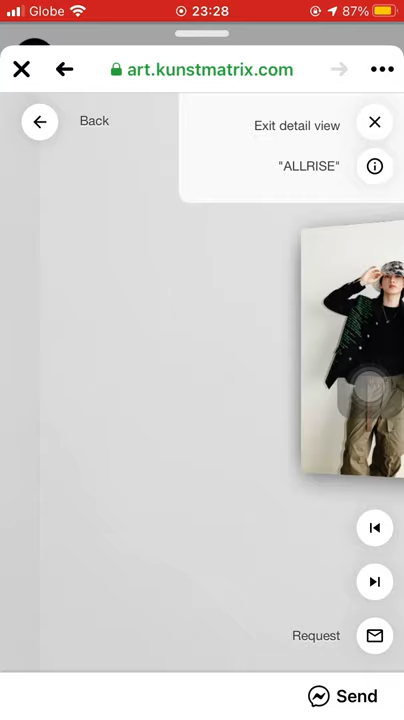 Globe 23:28 87%
art.kunstmatrix.com
Back
Exit detail view
"ALLRISE"
Request
Send